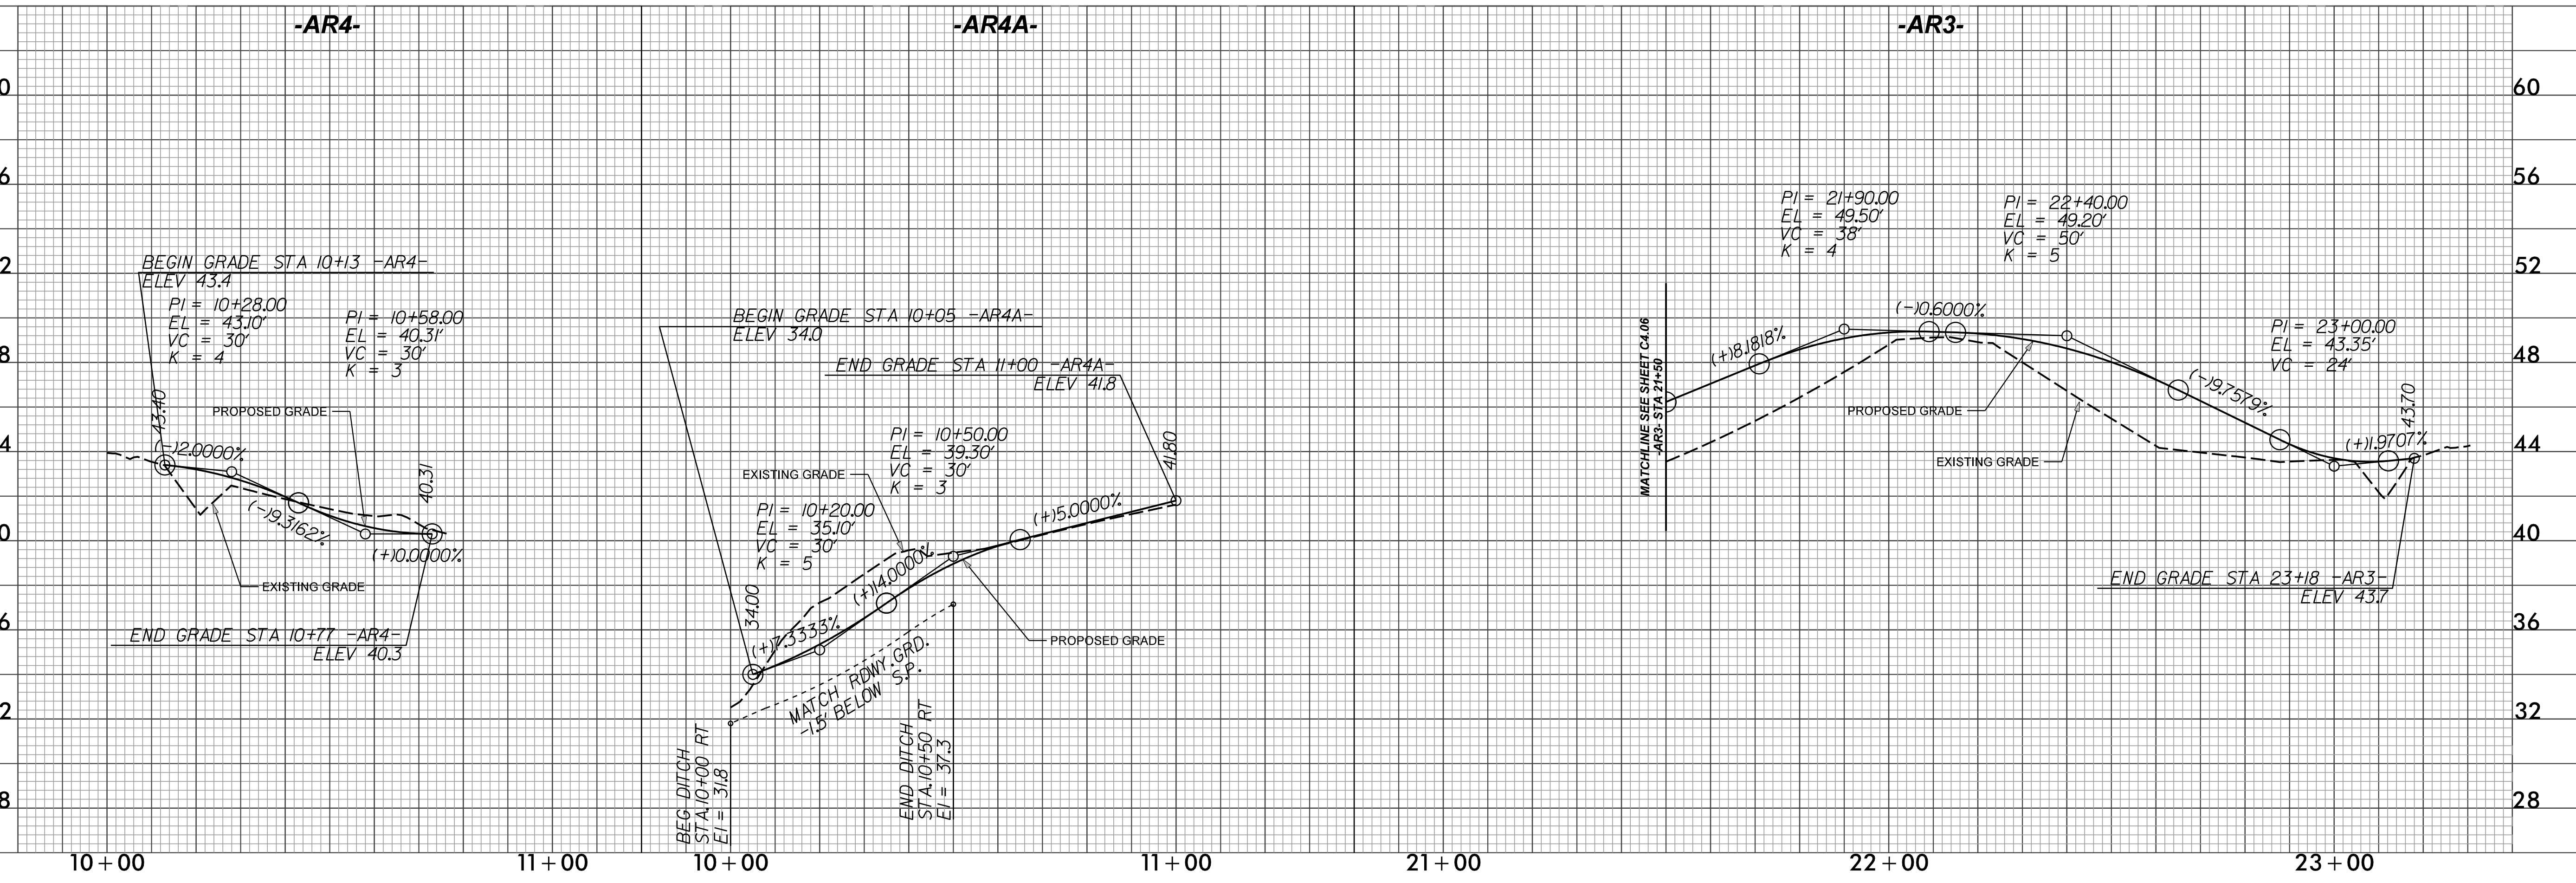 -AR4-
-AR4A-
-AR3-
BEGIN GRADE STA 10+13 -AR4-
ELEV 43.4
PI = 10+28.00
EL = 43.10'
VC = 30'
K = 4
PI = 10+58.00
EL = 40.31'
VC = 30'
K = 3
43.40
PROPOSED GRADE
(-)2.0000%
(-)9.3162%
40.31
(+)0.0000%
EXISTING GRADE
END GRADE STA 10+77 -AR4-
ELEV 40.3
BEGIN GRADE STA 10+05 -AR4A-
ELEV 34.0
END GRADE STA 11+00 -AR4A-
ELEV 41.8
PI = 10+50.00
EL = 39.30'
VC = 30'
K = 3
EXISTING GRADE
PI = 10+20.00
EL = 35.10'
VC = 30'
K = 5
41.80
(+)5.0000%
(+)14.0000%
34.00
(+)7.3333%
PROPOSED GRADE
MATCH RDWY.GRD.
-1.5' BELOW S.P.
BEG DITCH
STA.10+00 RT
El = 31.8
END DITCH
STA.10+50 RT
El = 37.3
MATCHLINE SEE SHEET C4.06
-AR3- STA 21+50
PI = 21+90.00
EL = 49.50'
VC = 38'
K = 4
PI = 22+40.00
EL = 49.20'
VC = 50'
K = 5
(+)8.1818%
(-)0.6000%
PI = 23+00.00
EL = 43.35'
VC = 24'
(-)9.7579%
PROPOSED GRADE
EXISTING GRADE
43.70
(+)1.9707%
END GRADE STA 23+18 -AR3-
ELEV 43.7
0
6
2
8
4
0
6
2
8
60
56
52
48
44
40
36
32
28
10+00
11+00
10+00
11+00
21+00
22+00
23+00